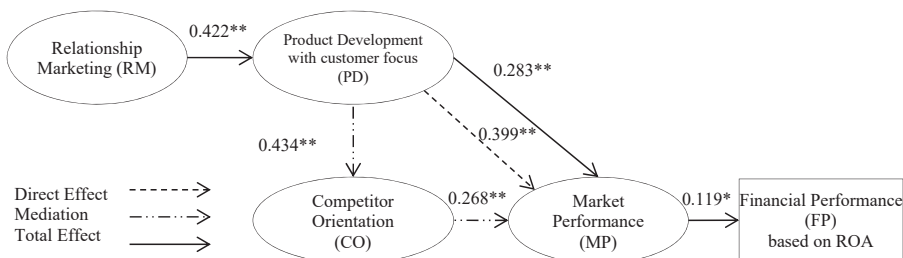 0.422**
Relationship
Marketing (RM)
Product Development
with customer focus
(PD)
0.283**
0.399**
0.434**
Direct Effect
Mediation
Total Effect
Competitor
Orientation
(CO)
0.268**
Market
Performance
(MP)
0.119*
Financial Performance
(FP)
based on ROA